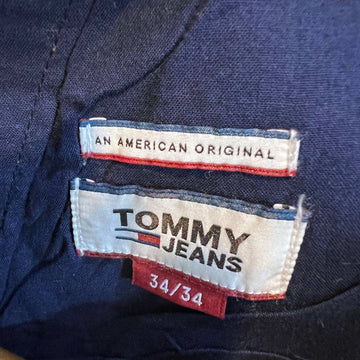 AN AMERICAN ORIGINAL
TOMMY
JEANS
34/34